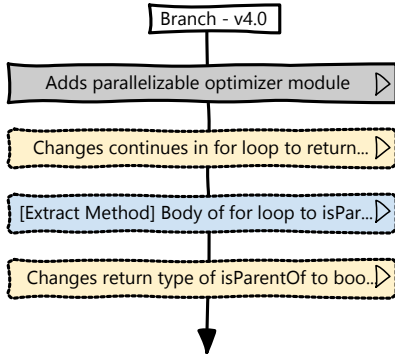 Branch - v4.0
Adds parallelizable optimizer module
Changes continues in for loop to return...
[Extract Method] Body of for loop to isPar...
Changes return type of isParentOf to boo...